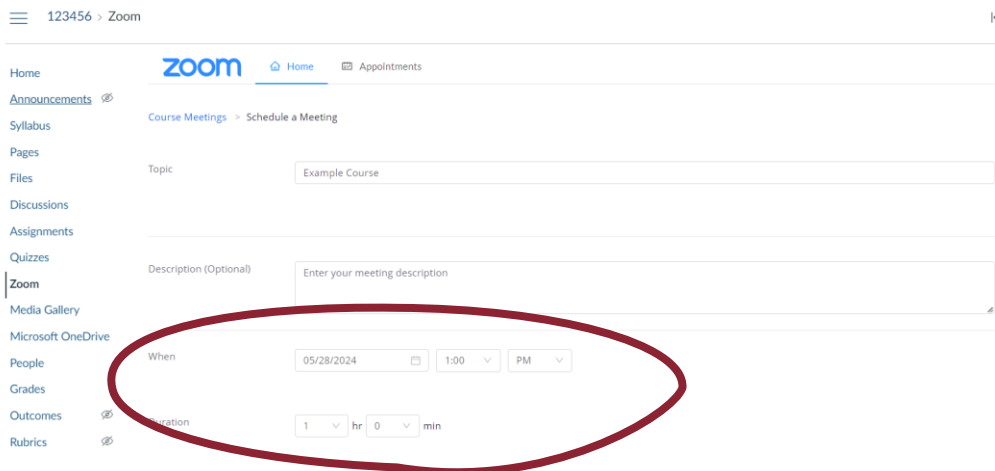 123456 > Zoom
Home
Announcements
Syllabus
Pages
Files
Discussions
Assignments
Quizzes
Zoom
Media Gallery
Microsoft OneDrive
People
Grades
Outcomes
Rubrics
zoom Home Appointments
Course Meetings > Schedule a Meeting
Topic Example Course
Description (Optional) Enter your meeting description
When 05/28/2024 1:00 PM
Duration 1 hr 0 min